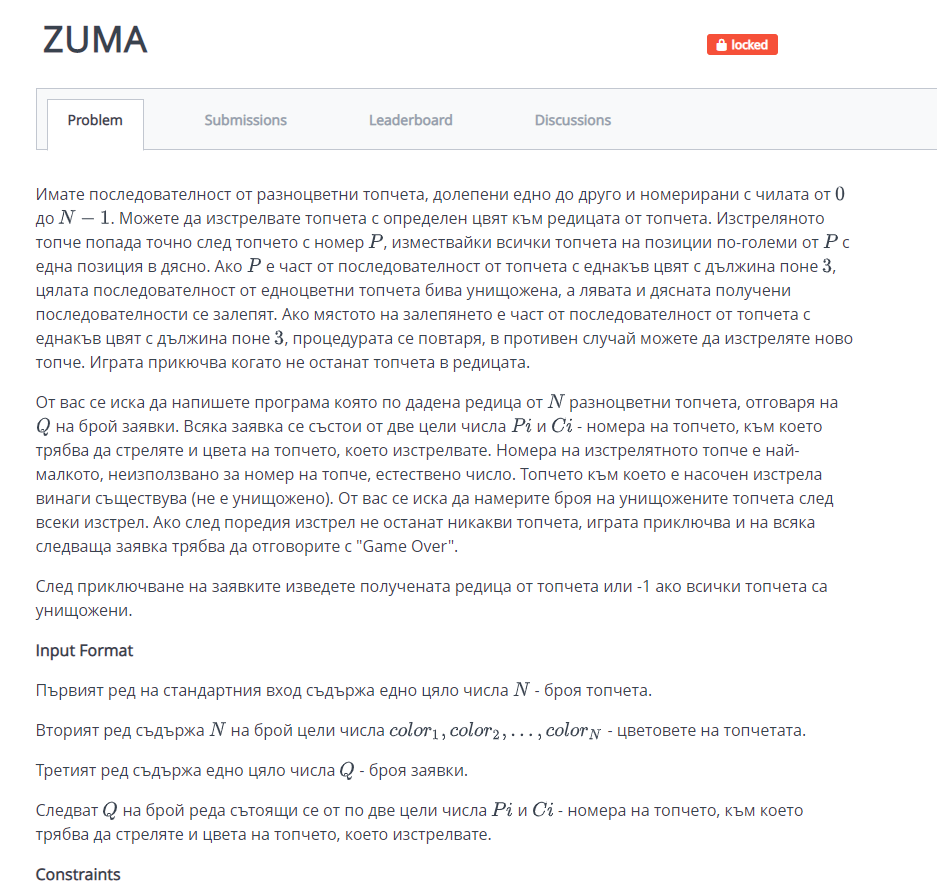 ZUMA
locked
Problem
Submissions
Leaderboard
Discussions
Имате последователност от разноцветни топчета, долепени едно до друго и номерирани с чилата от 0
до N − 1. Можете да изстрелвате топчета с определен цвят към редицата от топчета. Изстреляното
топче попада точно след топчето с номер P, измествайки всички топчета на позиции по-големи от P с
една позиция в дясно. Ако P е част от последователност от топчета с еднакъв цвят с дължина поне 3,
цялата последователност от едноцветни топчета бива унищожена, а лявата и дясната получени
последователности се залепят. Ако мястото на залепянето е част от последователност от топчета с
еднакъв цвят с дължина поне 3, процедурата се повтаря, в противен случай можете да изстреляте ново
топче. Играта прикючва когато не останат топчета в редицата.
От вас се иска да напишете програма която по дадена редица от N разноцветни топчета, отговаря на
Q на брой заявки. Всяка заявка се състои от две цели числа Pi и Ci - номера на топчето, към което
трябва да стреляте и цвета на топчето, което изстрелвате. Номера на изстрелятното топче е най-
малкото, неизползвано за номер на топче, естествено число. Топчето към което е насочен изстрела
винаги съществува (не е унищожено). От вас се иска да намерите броя на унищожените топчета след
всеки изстрел. Ако след поредия изстрел не останат никакви топчета, играта приключва и на всяка
следваща заявка трябва да отговорите с "Game Over".
След приключване на заявките изведете получената редица от топчета или -1 ако всички топчета са
унищожени.
Input Format
Първият ред на стандартния вход съдържа едно цяло числа N - броя топчета.
Вторият ред съдържа N на брой цели числа color₁, color₂, . . . , color_N - цветовете на топчетата.
Третият ред съдържа едно цяло числа Q - броя заявки.
Следват Q на брой реда сътоящи се от по две цели числа Pi и Ci - номера на топчето, към което
трябва да стреляте и цвета на топчето, което изстрелвате.
Constraints